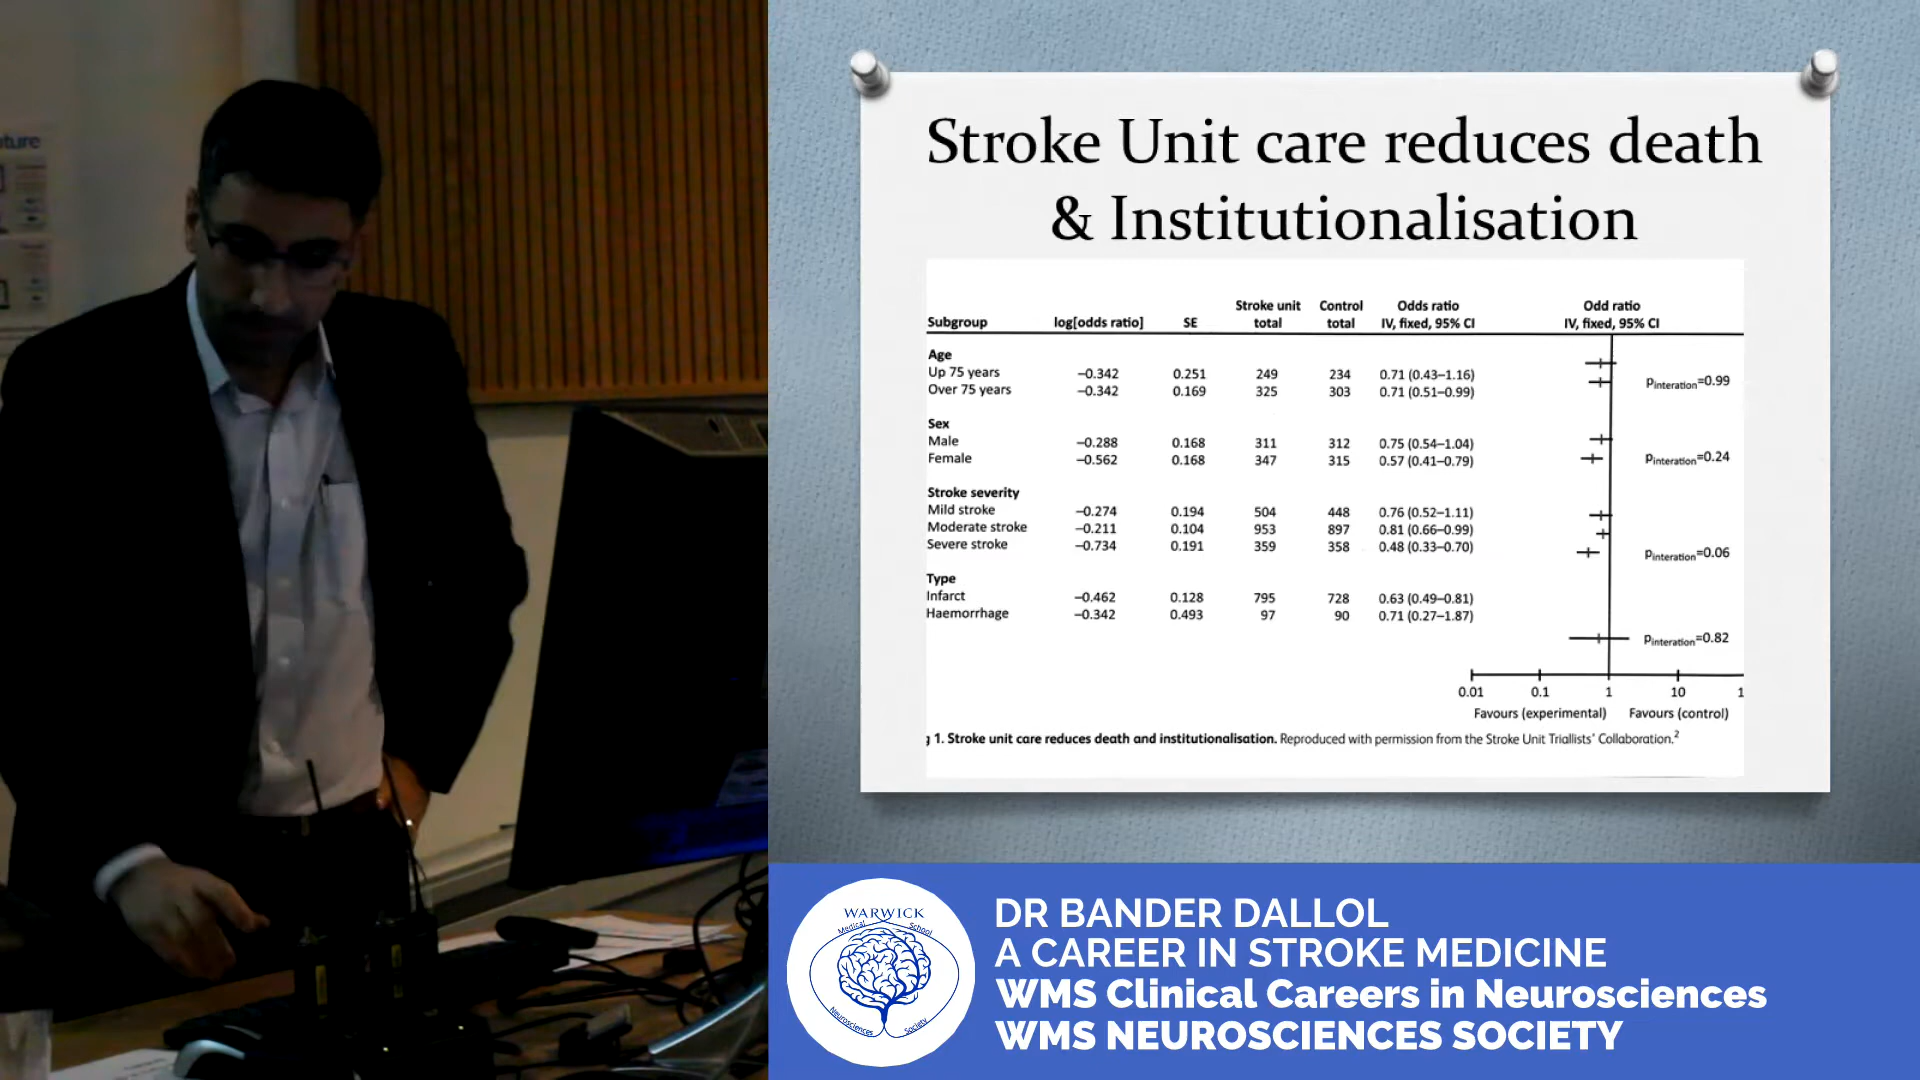 ture
Stroke Unit care reduces death
& Institutionalisation
Subgroup log[odds ratio] SE Stroke unit total Control total Odds ratio IV, fixed, 95% CI Odd ratio IV, fixed, 95% CI
Age
Up 75 years −0.342 0.251 249 234 0.71 (0.43–1.16)
Over 75 years −0.342 0.169 325 303 0.71 (0.51–0.99) Pinteration=0.99
Sex
Male −0.288 0.168 311 312 0.75 (0.54–1.04)
Female −0.562 0.168 347 315 0.57 (0.41–0.79) Pinteration=0.24
Stroke severity
Mild stroke −0.274 0.194 504 448 0.76 (0.52–1.11)
Moderate stroke −0.211 0.104 953 897 0.81 (0.66–0.99)
Severe stroke −0.734 0.191 359 358 0.48 (0.33–0.70) Pinteration=0.06
Type
Infarct −0.462 0.128 795 728 0.63 (0.49–0.81)
Haemorrhage −0.342 0.493 97 90 0.71 (0.27–1.87)
Pinteration=0.82
0.01 0.1 1 10 1
Favours (experimental) Favours (control)
g 1. Stroke unit care reduces death and institutionalisation. Reproduced with permission from the Stroke Unit Triallists' Collaboration.2
WARWICK
Medical School
Neurosciences Society
DR BANDER DALLOL
A CAREER IN STROKE MEDICINE
WMS Clinical Careers in Neurosciences
WMS NEUROSCIENCES SOCIETY